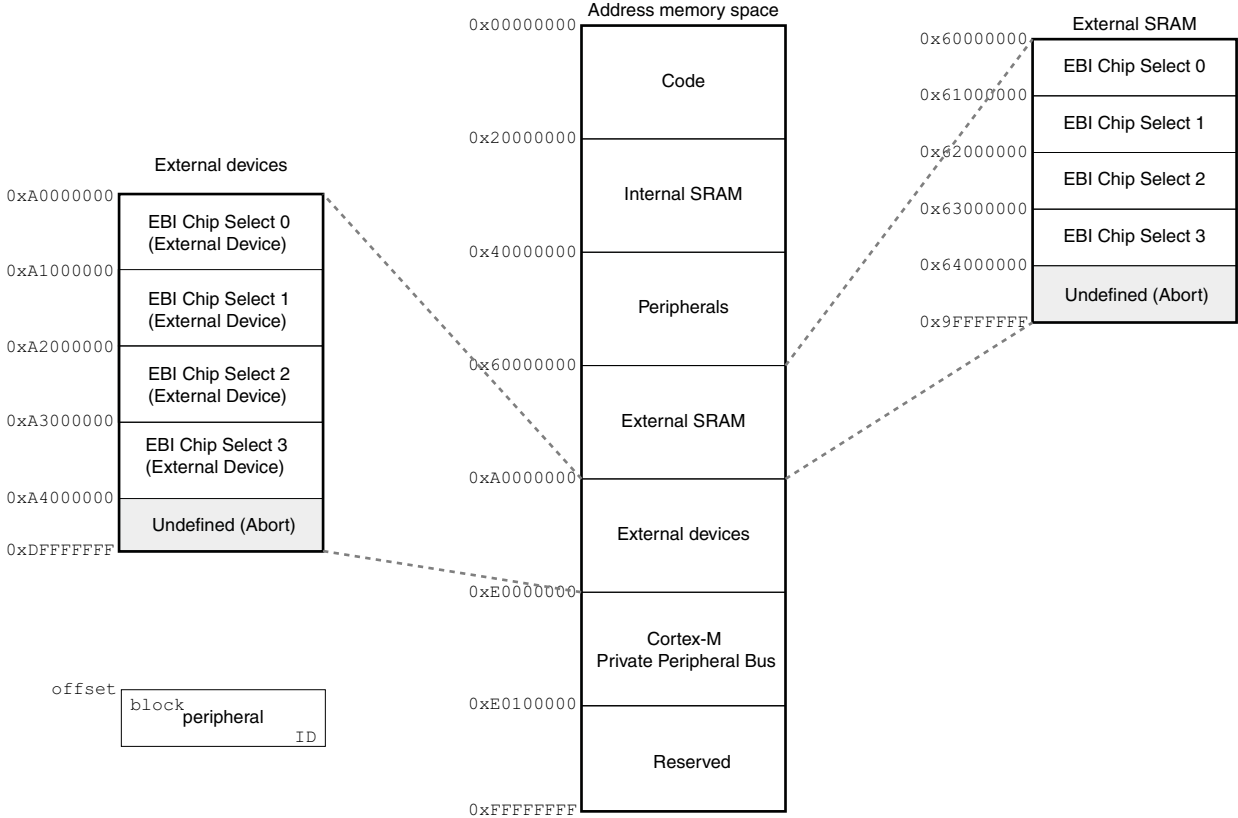 External devices
0xA0000000
EBI Chip Select 0
(External Device)
0xA1000000
EBI Chip Select 1
(External Device)
0xA2000000
EBI Chip Select 2
(External Device)
0xA3000000
EBI Chip Select 3
(External Device)
0xA4000000
Undefined (Abort)
0xDFFFFFFF
offset
block
peripheral
ID
Address memory space
0x00000000
Code
0x20000000
Internal SRAM
0x40000000
Peripherals
0x60000000
External SRAM
0xA0000000
External devices
0xE0000000
Cortex-M
Private Peripheral Bus
0xE0100000
Reserved
0xFFFFFFFF
External SRAM
0x60000000
EBI Chip Select 0
0x61000000
EBI Chip Select 1
0x62000000
EBI Chip Select 2
0x63000000
EBI Chip Select 3
0x64000000
Undefined (Abort)
0x9FFFFFFF